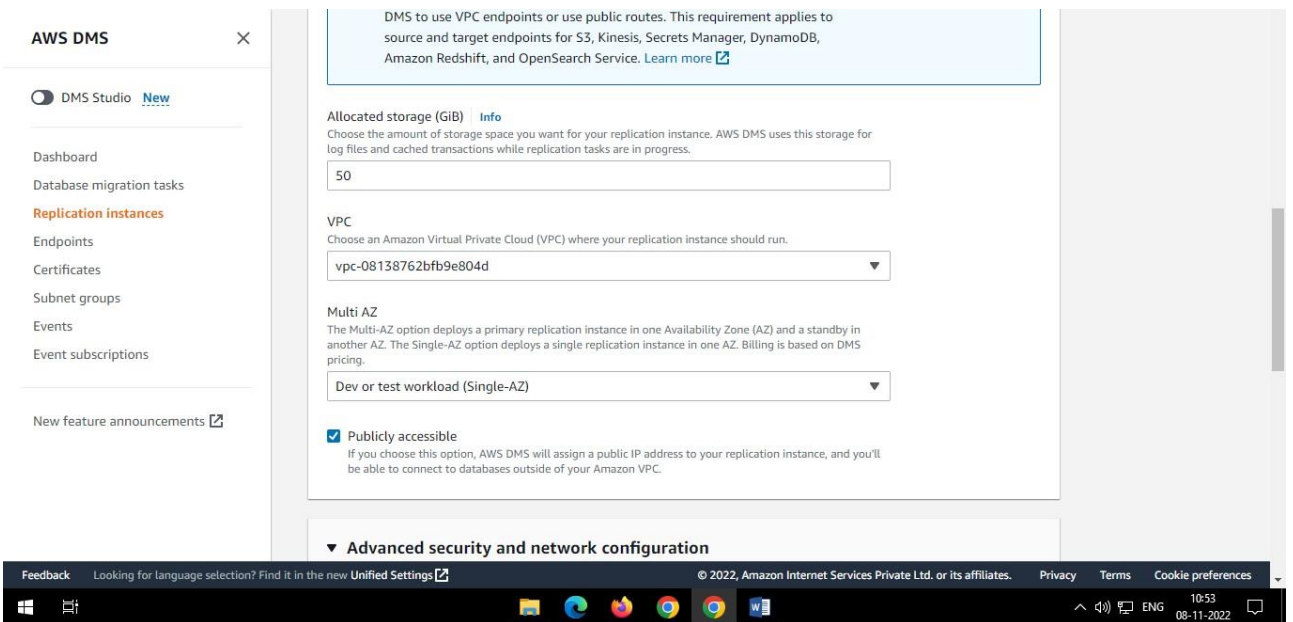 AWS DMS
DMS Studio New
Dashboard
Database migration tasks
Replication instances
Endpoints
Certificates
Subnet groups
Events
Event subscriptions
New feature announcements
DMS to use VPC endpoints or use public routes. This requirement applies to
source and target endpoints for S3, Kinesis, Secrets Manager, DynamoDB,
Amazon Redshift, and OpenSearch Service. Learn more
Allocated storage (GiB) Info
Choose the amount of storage space you want for your replication instance. AWS DMS uses this storage for
log files and cached transactions while replication tasks are in progress.
50
VPC
Choose an Amazon Virtual Private Cloud (VPC) where your replication instance should run.
vpc-08138762bfb9e804d
Multi AZ
The Multi-AZ option deploys a primary replication instance in one Availability Zone (AZ) and a standby in
another AZ. The Single-AZ option deploys a single replication instance in one AZ. Billing is based on DMS
pricing.
Dev or test workload (Single-AZ)
Publicly accessible
If you choose this option, AWS DMS will assign a public IP address to your replication instance, and you'll
be able to connect to databases outside of your Amazon VPC.
Advanced security and network configuration
Feedback Looking for language selection? Find it in the new Unified Settings © 2022, Amazon Internet Services Private Ltd. or its affiliates. Privacy Terms Cookie preferences
W ENG 10:53
08-11-2022